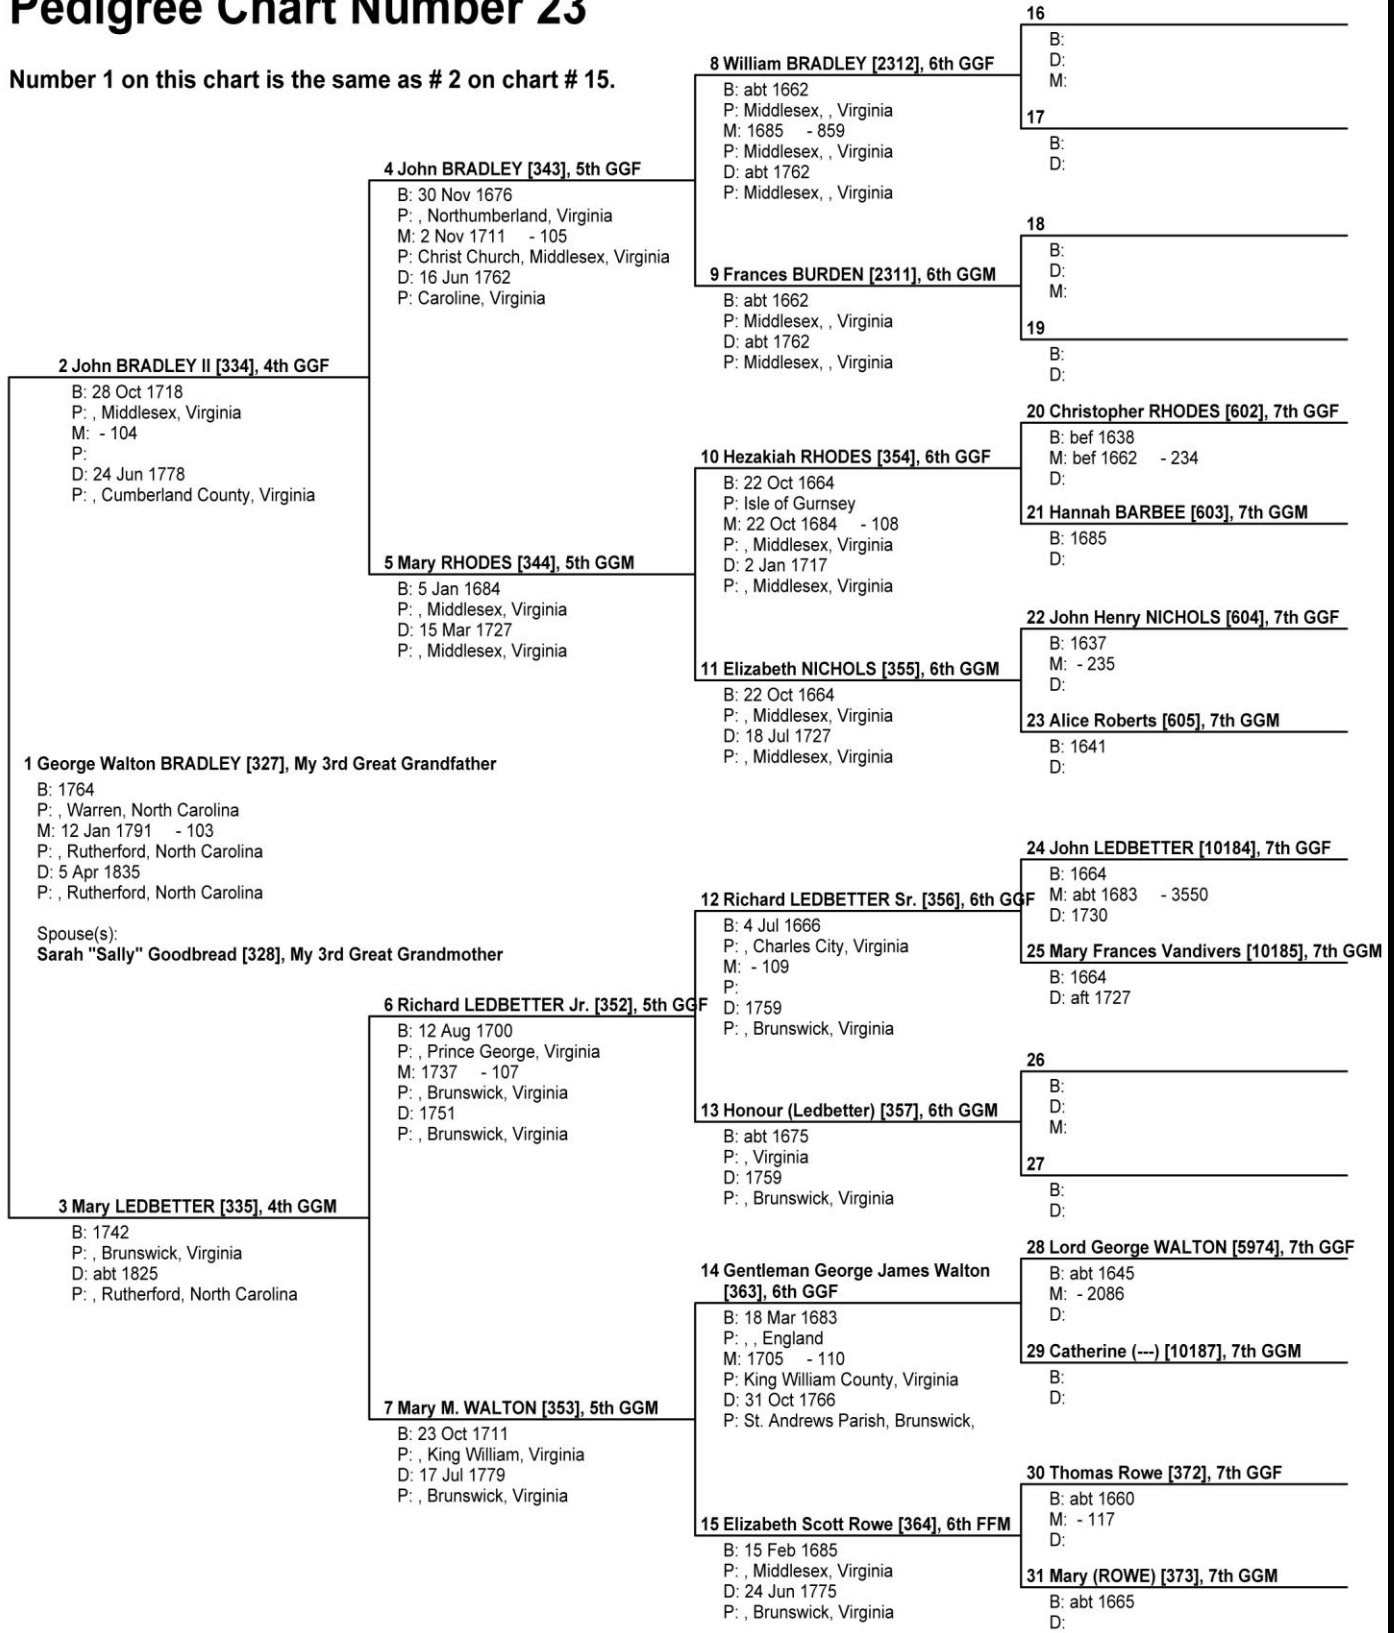 Pedigree Chart Number 23
Number 1 on this chart is the same as # 2 on chart # 15.
1 George Walton BRADLEY [327], My 3rd Great Grandfather
B: 1764
P: , Warren, North Carolina
M: 12 Jan 1791 - 103
P: , Rutherford, North Carolina
D: 5 Apr 1835
P: , Rutherford, North Carolina
Spouse(s):
Sarah "Sally" Goodbread [328], My 3rd Great Grandmother
2 John BRADLEY II [334], 4th GGF
B: 28 Oct 1718
P: , Middlesex, Virginia
M: - 104
P:
D: 24 Jun 1778
P: , Cumberland County, Virginia
3 Mary LEDBETTER [335], 4th GGM
B: 1742
P: , Brunswick, Virginia
D: abt 1825
P: , Rutherford, North Carolina
4 John BRADLEY [343], 5th GGF
B: 30 Nov 1676
P: , Northumberland, Virginia
M: 2 Nov 1711 - 105
P: Christ Church, Middlesex, Virginia
D: 16 Jun 1762
P: Caroline, Virginia
5 Mary RHODES [344], 5th GGM
B: 5 Jan 1684
P: , Middlesex, Virginia
D: 15 Mar 1727
P: , Middlesex, Virginia
6 Richard LEDBETTER Jr. [352], 5th GGF
B: 12 Aug 1700
P: , Prince George, Virginia
M: 1737 - 107
P: , Brunswick, Virginia
D: 1751
P: , Brunswick, Virginia
7 Mary M. WALTON [353], 5th GGM
B: 23 Oct 1711
P: , King William, Virginia
D: 17 Jul 1779
P: , Brunswick, Virginia
8 William BRADLEY [2312], 6th GGF
B: abt 1662
P: Middlesex, , Virginia
M: 1685 - 859
P: Middlesex, , Virginia
D: abt 1762
P: Middlesex, , Virginia
9 Frances BURDEN [2311], 6th GGM
B: abt 1662
P: Middlesex, , Virginia
D: abt 1762
P: Middlesex, , Virginia
10 Hezakiah RHODES [354], 6th GGF
B: 22 Oct 1664
P: Isle of Gurnsey
M: 22 Oct 1684 - 108
P: , Middlesex, Virginia
D: 2 Jan 1717
P: , Middlesex, Virginia
11 Elizabeth NICHOLS [355], 6th GGM
B: 22 Oct 1664
P: , Middlesex, Virginia
D: 18 Jul 1727
P: , Middlesex, Virginia
12 Richard LEDBETTER Sr. [356], 6th GGF
B: 4 Jul 1666
P: , Charles City, Virginia
M: - 109
P:
D: 1759
P: , Brunswick, Virginia
13 Honour (Ledbetter) [357], 6th GGM
B: abt 1675
P: , Virginia
D: 1759
P: , Brunswick, Virginia
14 Gentleman George James Walton
[363], 6th GGF
B: 18 Mar 1683
P: , , England
M: 1705 - 110
P: King William County, Virginia
D: 31 Oct 1766
P: St. Andrews Parish, Brunswick,
15 Elizabeth Scott Rowe [364], 6th FFM
B: 15 Feb 1685
P: , Middlesex, Virginia
D: 24 Jun 1775
P: , Brunswick, Virginia
16
B:
D:
M:
17
B:
D:
18
B:
D:
M:
19
B:
D:
20 Christopher RHODES [602], 7th GGF
B: bef 1638
M: bef 1662 - 234
D:
21 Hannah BARBEE [603], 7th GGM
B: 1685
D:
22 John Henry NICHOLS [604], 7th GGF
B: 1637
M: - 235
D:
23 Alice Roberts [605], 7th GGM
B: 1641
D:
24 John LEDBETTER [10184], 7th GGF
B: 1664
M: abt 1683 - 3550
D: 1730
25 Mary Frances Vandivers [10185], 7th GGM
B: 1664
D: aft 1727
26
B:
D:
M:
27
B:
D:
28 Lord George WALTON [5974], 7th GGF
B: abt 1645
M: - 2086
D:
29 Catherine (---) [10187], 7th GGM
B:
D:
30 Thomas Rowe [372], 7th GGF
B: abt 1660
M: - 117
D:
31 Mary (ROWE) [373], 7th GGM
B: abt 1665
D: